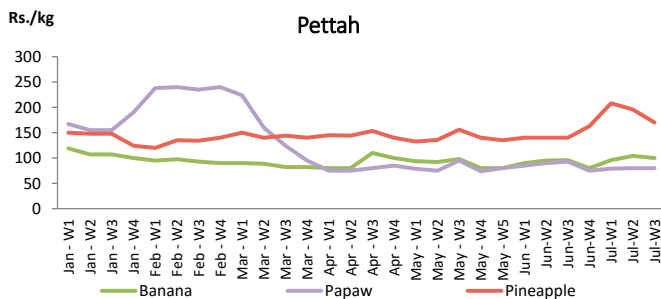 Rs./kg
Pettah
300
250
200
150
100
50
0
Jan - W1
Jan - W2
Jan - W3
Jan - W4
Feb - W1
Feb - W2
Feb - W3
Feb - W4
Mar - W1
Mar - W2
Mar - W3
Mar - W4
Apr - W1
Apr - W2
Apr - W3
Apr - W4
May - W1
May - W2
May - W3
May - W4
May - W5
Jun - W1
Jun-W2
Jun-W3
Jun-W4
Jul-W1
Jul-W2
Jul-W3
Banana
Papaw
Pineapple